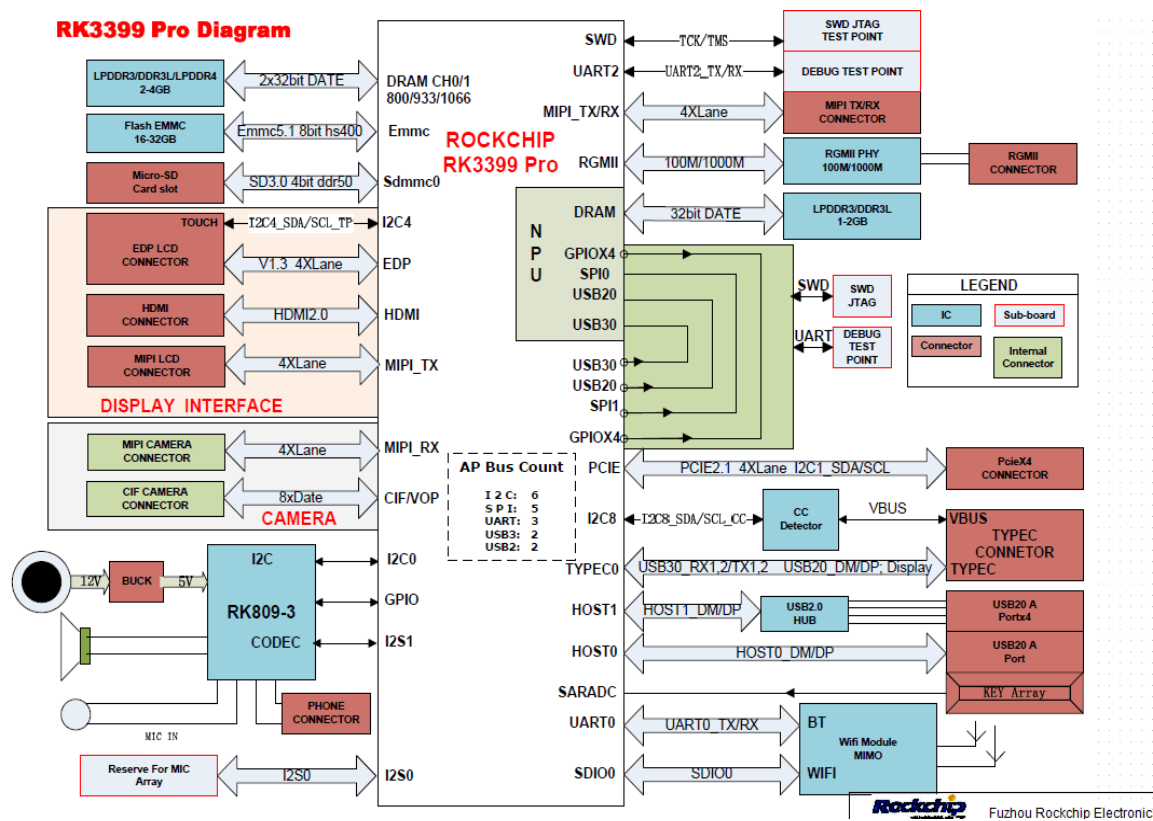 RK3399 Pro Diagram
LPDDR3/DDR3L/LPDDR4
2-4GB
2x32bit DATE
DRAM CH0/1
800/933/1066
Flash EMMC
16-32GB
Emmc5.1 8bit hs400
Emmc
Micro-SD
Card slot
SD3.0 4bit ddr50
Sdmmc0
TOUCH
I2C4_SDA/SCL_TP
I2C4
EDP LCD
CONNECTOR
V1.3 4XLane
EDP
HDMI
CONNECTOR
HDMI2.0
HDMI
MIPI LCD
CONNECTOR
4XLane
MIPI_TX
DISPLAY INTERFACE
MIPI CAMERA
CONNECTOR
4XLane
MIPI_RX
CIF CAMERA
CONNECTOR
8xDate
CIF/VOP
CAMERA
12V
BUCK
5V
I2C
RK809-3
CODEC
I2C0
GPIO
I2S1
PHONE
CONNECTOR
MIC IN
Reserve For MIC
Array
I2S0
I2S0
ROCKCHIP
RK3399 Pro
AP Bus Count
I2C: 6
SPI: 5
UART: 3
USB3: 2
USB2: 2
SWD
TCK/TMS
SWD JTAG
TEST POINT
UART2
UART2_TX/RX
DEBUG TEST POINT
MIPI_TX/RX
4XLane
MIPI TX/RX
CONNECTOR
RGMII
100M/1000M
RGMII PHY
100M/1000M
RGMII
CONNECTOR
NPU
DRAM
32bit DATE
LPDDR3/DDR3L
1-2GB
GPIOX4
SPI0
USB20
USB30
USB30
USB20
SPI1
GPIOX4
SWD
SWD
JTAG
UART
DEBUG
TEST
POINT
LEGEND
IC
Sub-board
Connector
Internal
Connector
PCIE
PCIE2.1 4XLane I2C1_SDA/SCL
PcieX4
CONNECTOR
I2C8
I2C8_SDA/SCL_CC
CC
Detector
VBUS
VBUS
TYPEC
CONNETOR
TYPEC
TYPEC0
USB30_RX1,2/TX1,2 USB20_DM/DP; Display
HOST1
HOST1_DM/DP
USB2.0
HUB
USB20 A
Portx4
HOST0
HOST0_DM/DP
USB20 A
Port
SARADC
KEY Array
UART0
UART0_TX/RX
BT
Wifi Module
MIMO
SDIO0
SDIO0
WIFI
Rockchip
Fuzhou Rockchip Electronic